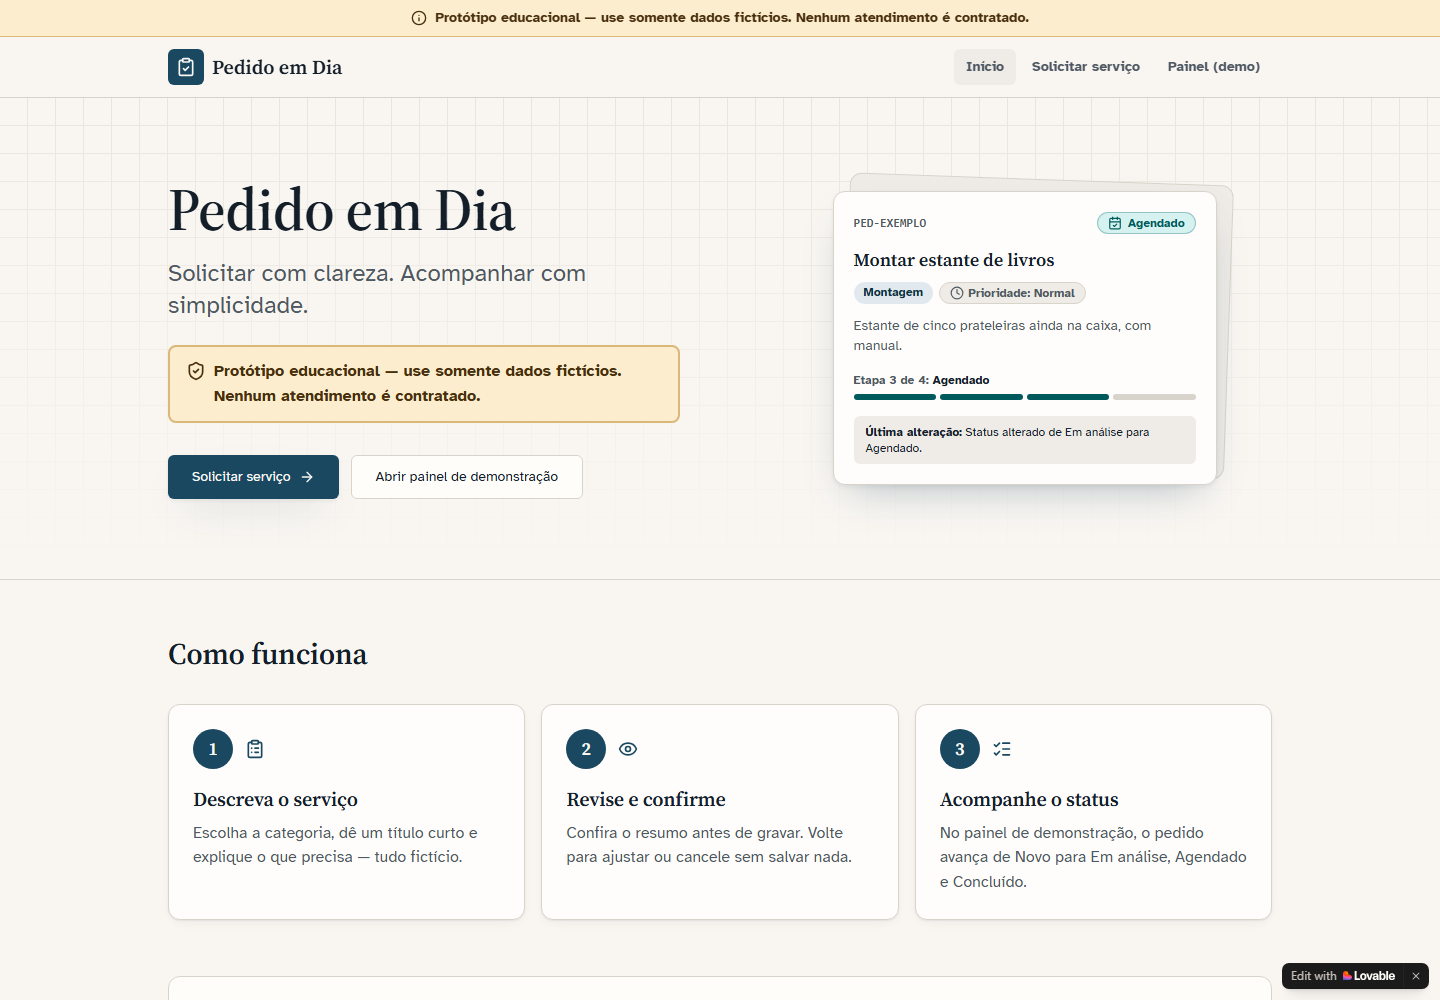 Protótipo educacional — use somente dados fictícios. Nenhum atendimento é contratado.
Pedido em Dia
Início
Solicitar serviço
Painel (demo)
Pedido em Dia
Solicitar com clareza. Acompanhar com
simplicidade.
Protótipo educacional — use somente dados fictícios.
Nenhum atendimento é contratado.
Solicitar serviço
Abrir painel de demonstração
PED-EXEMPLO
Agendado
Montar estante de livros
Montagem
Prioridade: Normal
Estante de cinco prateleiras ainda na caixa, com
manual.
Etapa 3 de 4: Agendado
Última alteração: Status alterado de Em análise para
Agendado.
Como funciona
1
Descreva o serviço
Escolha a categoria, dê um título curto e
explique o que precisa — tudo fictício.
2
Revise e confirme
Confira o resumo antes de gravar. Volte
para ajustar ou cancele sem salvar nada.
3
Acompanhe o status
No painel de demonstração, o pedido
avança de Novo para Em análise, Agendado
e Concluído.
Edit with Lovable